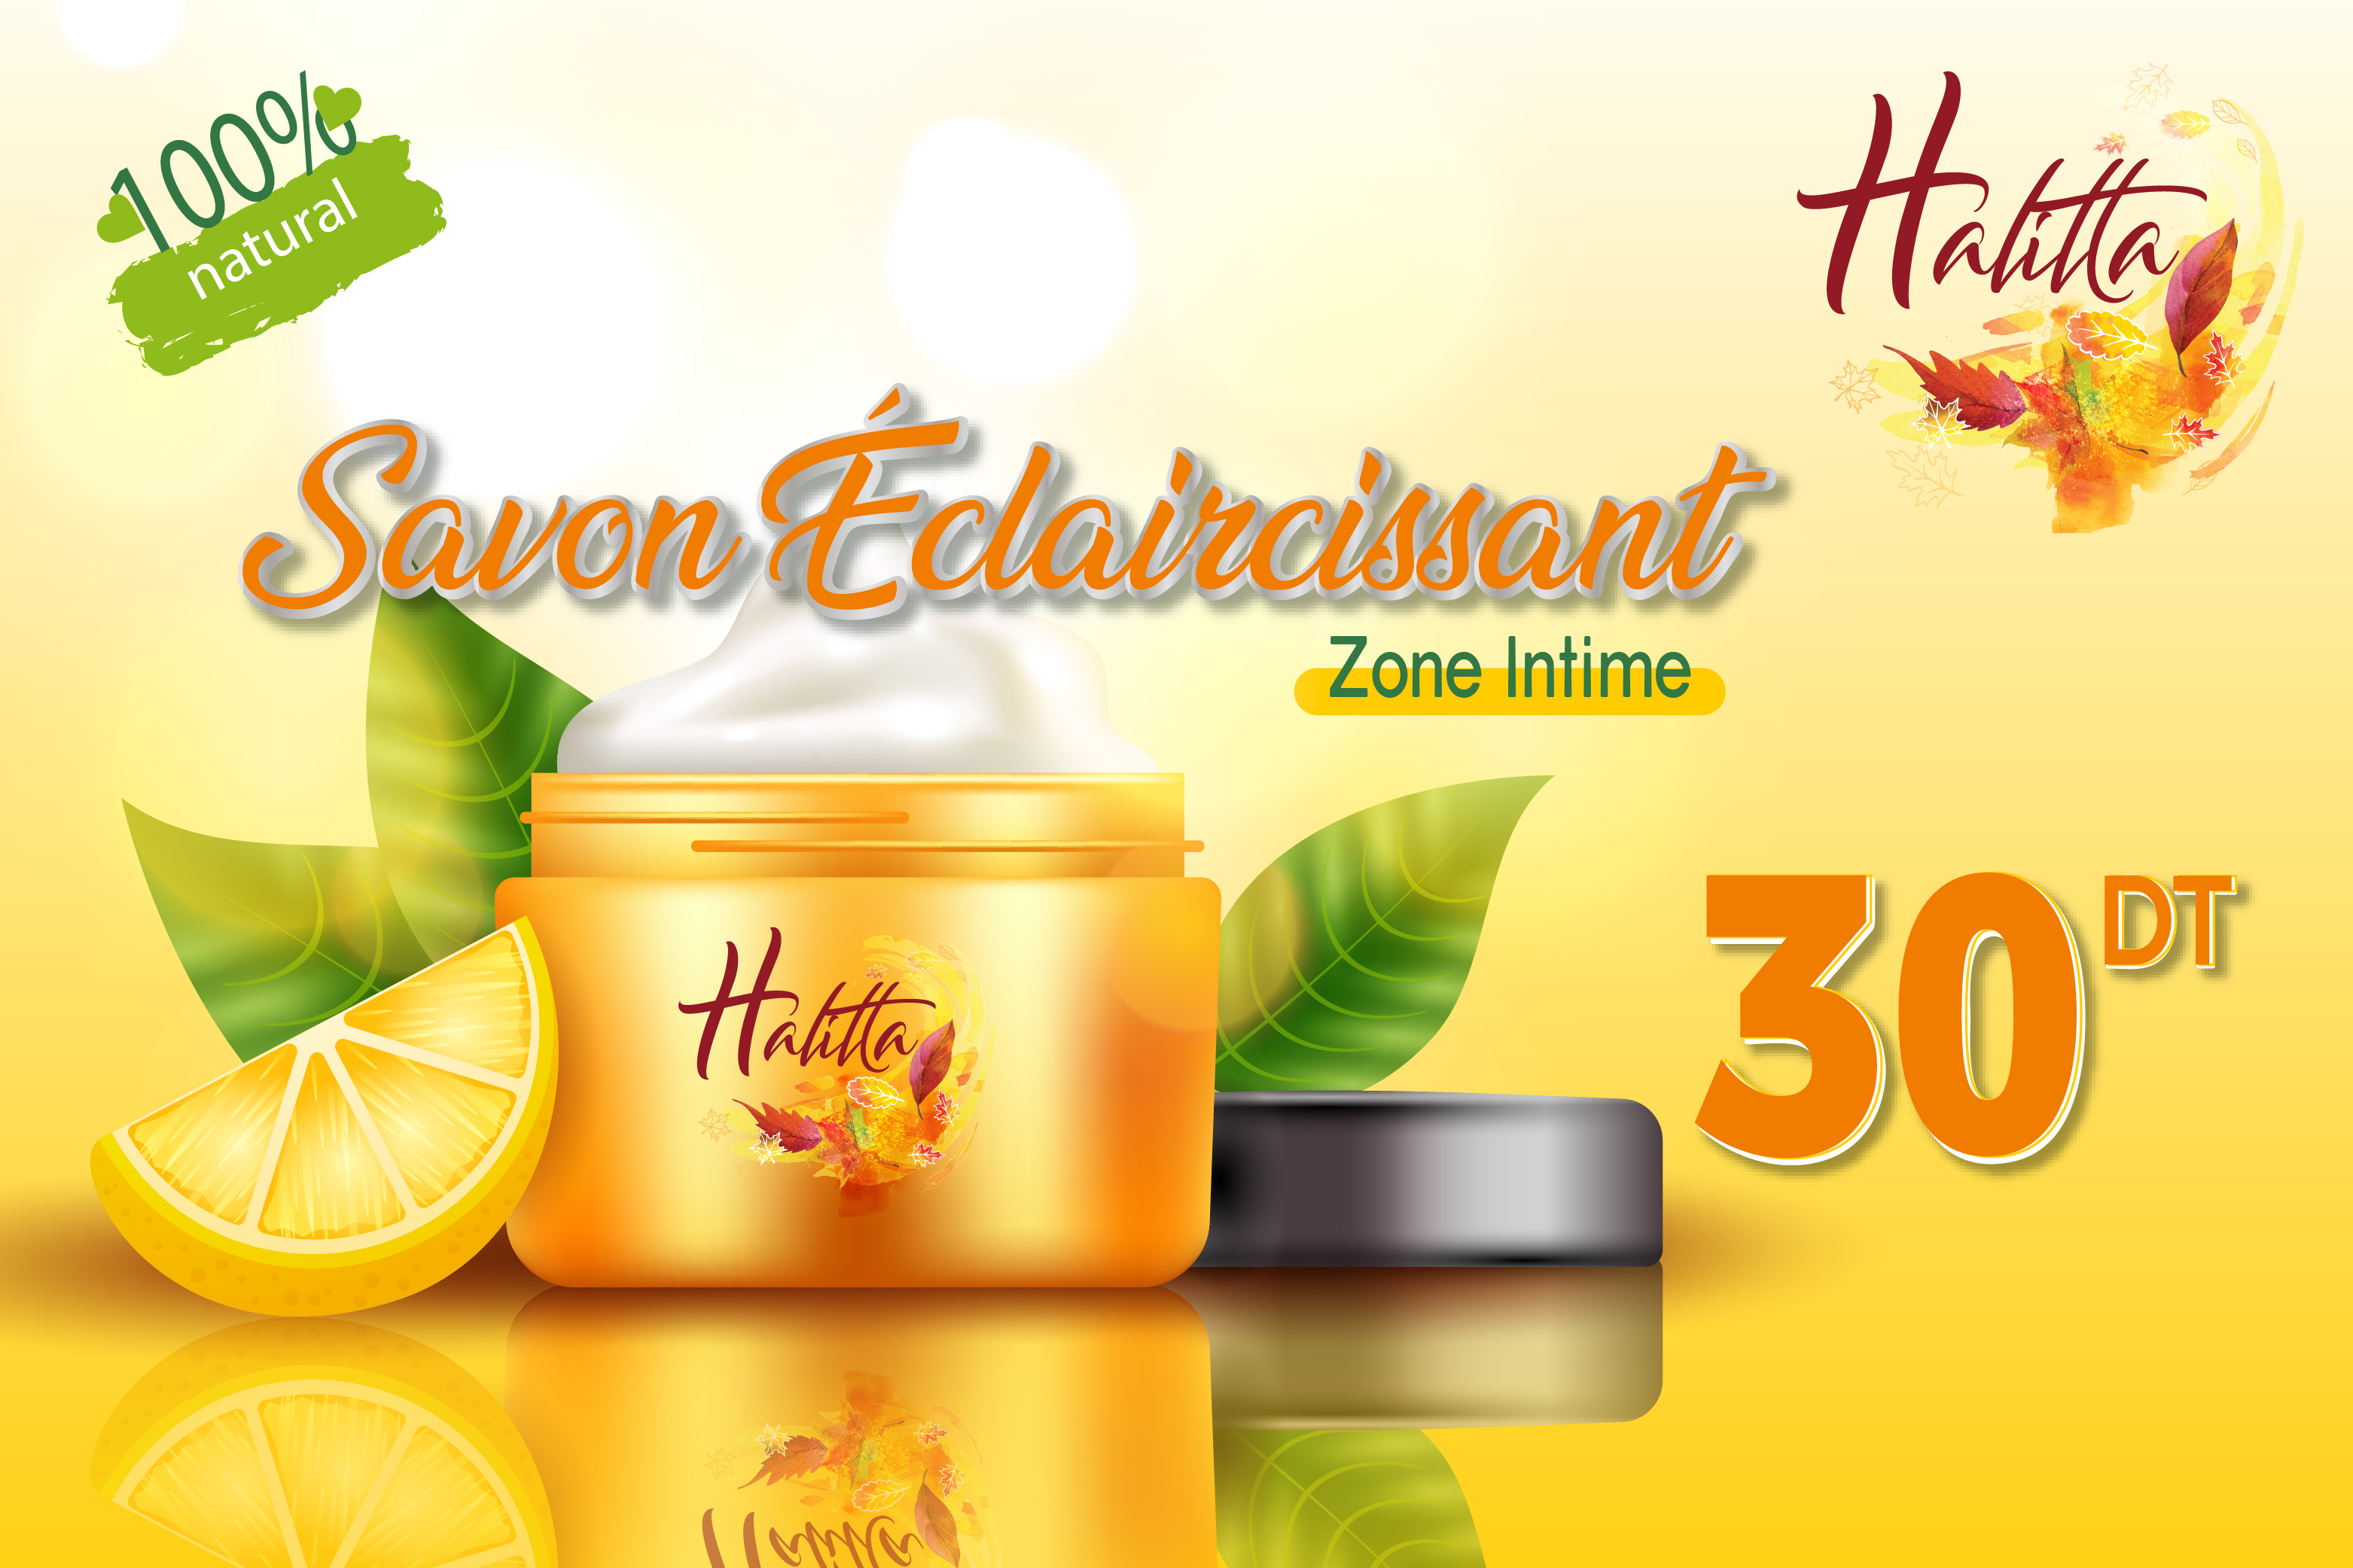 100%
natural
Halitta
Savon Éclaircissant
Zone Intime
30 DT
Halitta